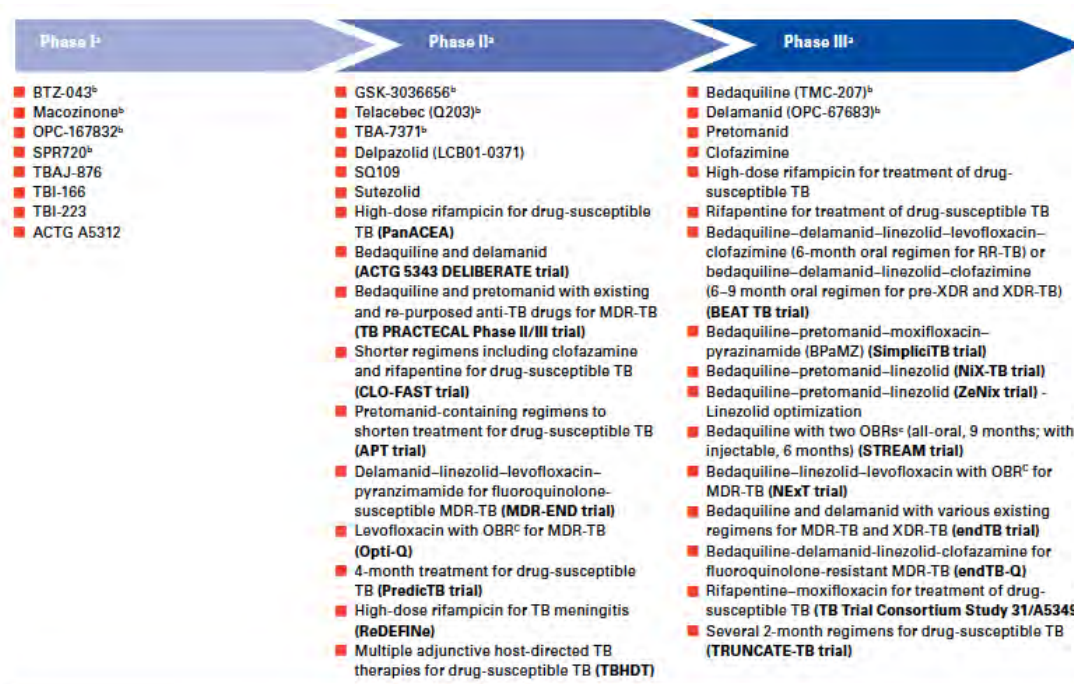 Phase Iᵃ
BTZ-043ᵇ
Macozinoneᵇ
OPC-167832ᵇ
SPR720ᵇ
TBAJ-876
TBI-166
TBI-223
ACTG A5312
Phase IIᵃ
GSK-3036656ᵇ
Telacebec (Q203)ᵇ
TBA-7371ᵇ
Delpazolid (LCB01-0371)
SQ109
Sutezolid
High-dose rifampicin for drug-susceptible
TB (PanACEA)
Bedaquiline and delamanid
(ACTG 5343 DELIBERATE trial)
Bedaquiline and pretomanid with existing
and re-purposed anti-TB drugs for MDR-TB
(TB PRACTECAL Phase II/III trial)
Shorter regimens including clofazamine
and rifapentine for drug-susceptible TB
(CLO-FAST trial)
Pretomanid-containing regimens to
shorten treatment for drug-susceptible TB
(APT trial)
Delamanid–linezolid–levofloxacin–
pyranzimamide for fluoroquinolone-
susceptible MDR-TB (MDR-END trial)
Levofloxacin with OBRᶜ for MDR-TB
(Opti-Q)
4-month treatment for drug-susceptible
TB (PredicTB trial)
High-dose rifampicin for TB meningitis
(ReDEFINe)
Multiple adjunctive host-directed TB
therapies for drug-susceptible TB (TBHDT)
Phase IIIᵃ
Bedaquiline (TMC-207)ᵇ
Delamanid (OPC-67683)ᵇ
Pretomanid
Clofazimine
High-dose rifampicin for treatment of drug-
susceptible TB
Rifapentine for treatment of drug-susceptible TB
Bedaquiline–delamanid–linezolid–levofloxacin–
clofazimine (6-month oral regimen for RR-TB) or
bedaquiline–delamanid–linezolid–clofazimine
(6–9 month oral regimen for pre-XDR and XDR-TB)
(BEAT TB trial)
Bedaquiline–pretomanid–moxifloxacin–
pyrazinamide (BPaMZ) (SimpliciTB trial)
Bedaquiline–pretomanid–linezolid (NiX-TB trial)
Bedaquiline–pretomanid–linezolid (ZeNix trial) -
Linezolid optimization
Bedaquiline with two OBRsᶜ (all-oral, 9 months; with
injectable, 6 months) (STREAM trial)
Bedaquiline–linezolid–levofloxacin with OBRᶜ for
MDR-TB (NExT trial)
Bedaquiline and delamanid with various existing
regimens for MDR-TB and XDR-TB (endTB trial)
Bedaquiline-delamanid-linezolid-clofazamine for
fluoroquinolone-resistant MDR-TB (endTB-Q)
Rifapentine–moxifloxacin for treatment of drug-
susceptible TB (TB Trial Consortium Study 31/A5349
Several 2-month regimens for drug-susceptible TB
(TRUNCATE-TB trial)